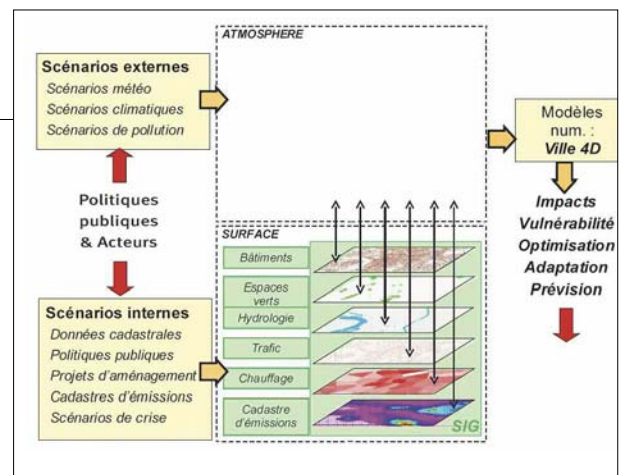 ATMOSPHERE
Scénarios externes
Scénarios météo
Scénarios climatiques
Scénarios de pollution
Modèles
num. :
Ville 4D
Politiques
publiques
& Acteurs
Impacts
Vulnérabilité
Optimisation
Adaptation
Prévision
SURFACE
Bâtiments
Espaces
verts
Hydrologie
Trafic
Chauffage
Cadastre
d'émissions
SIG
Scénarios internes
Données cadastrales
Politiques publiques
Projets d'aménagement
Cadastres d'émissions
Scénarios de crise